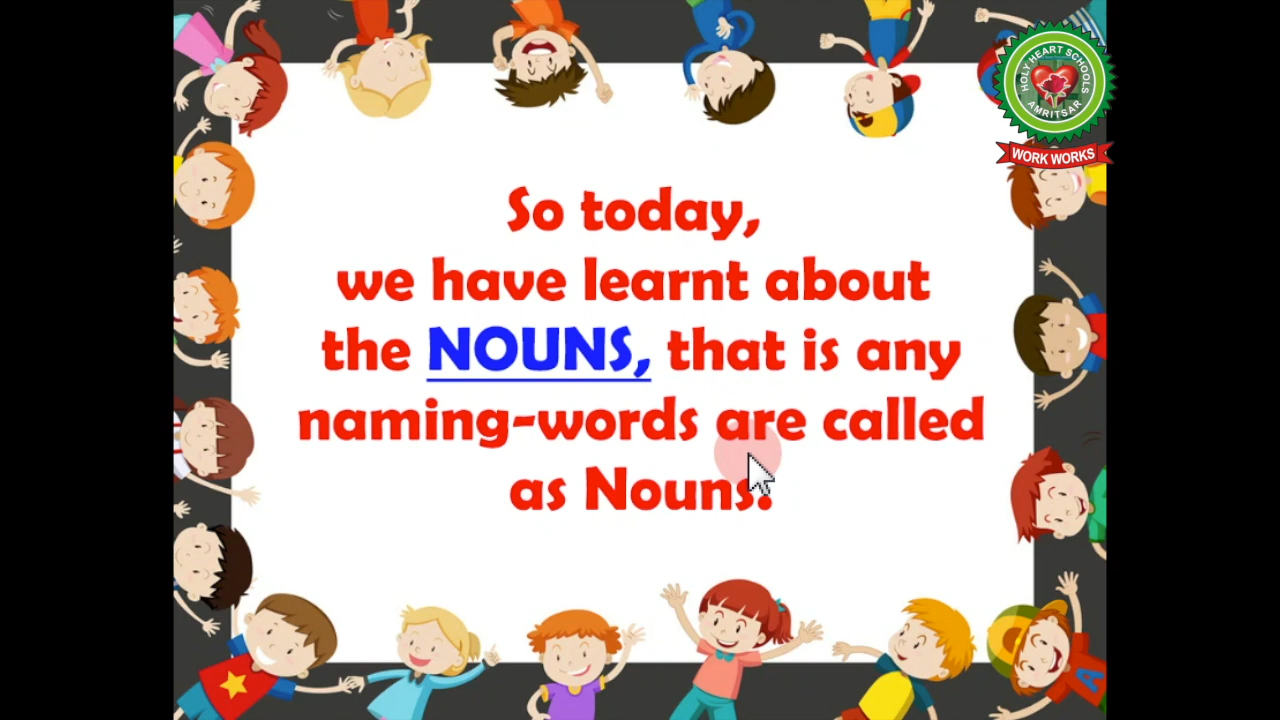 HOLY HEART SCHOOLS
AMRITSAR
WORK WORKS
So today,
we have learnt about
the NOUNS, that is any
naming-words are called
as Nouns.
A